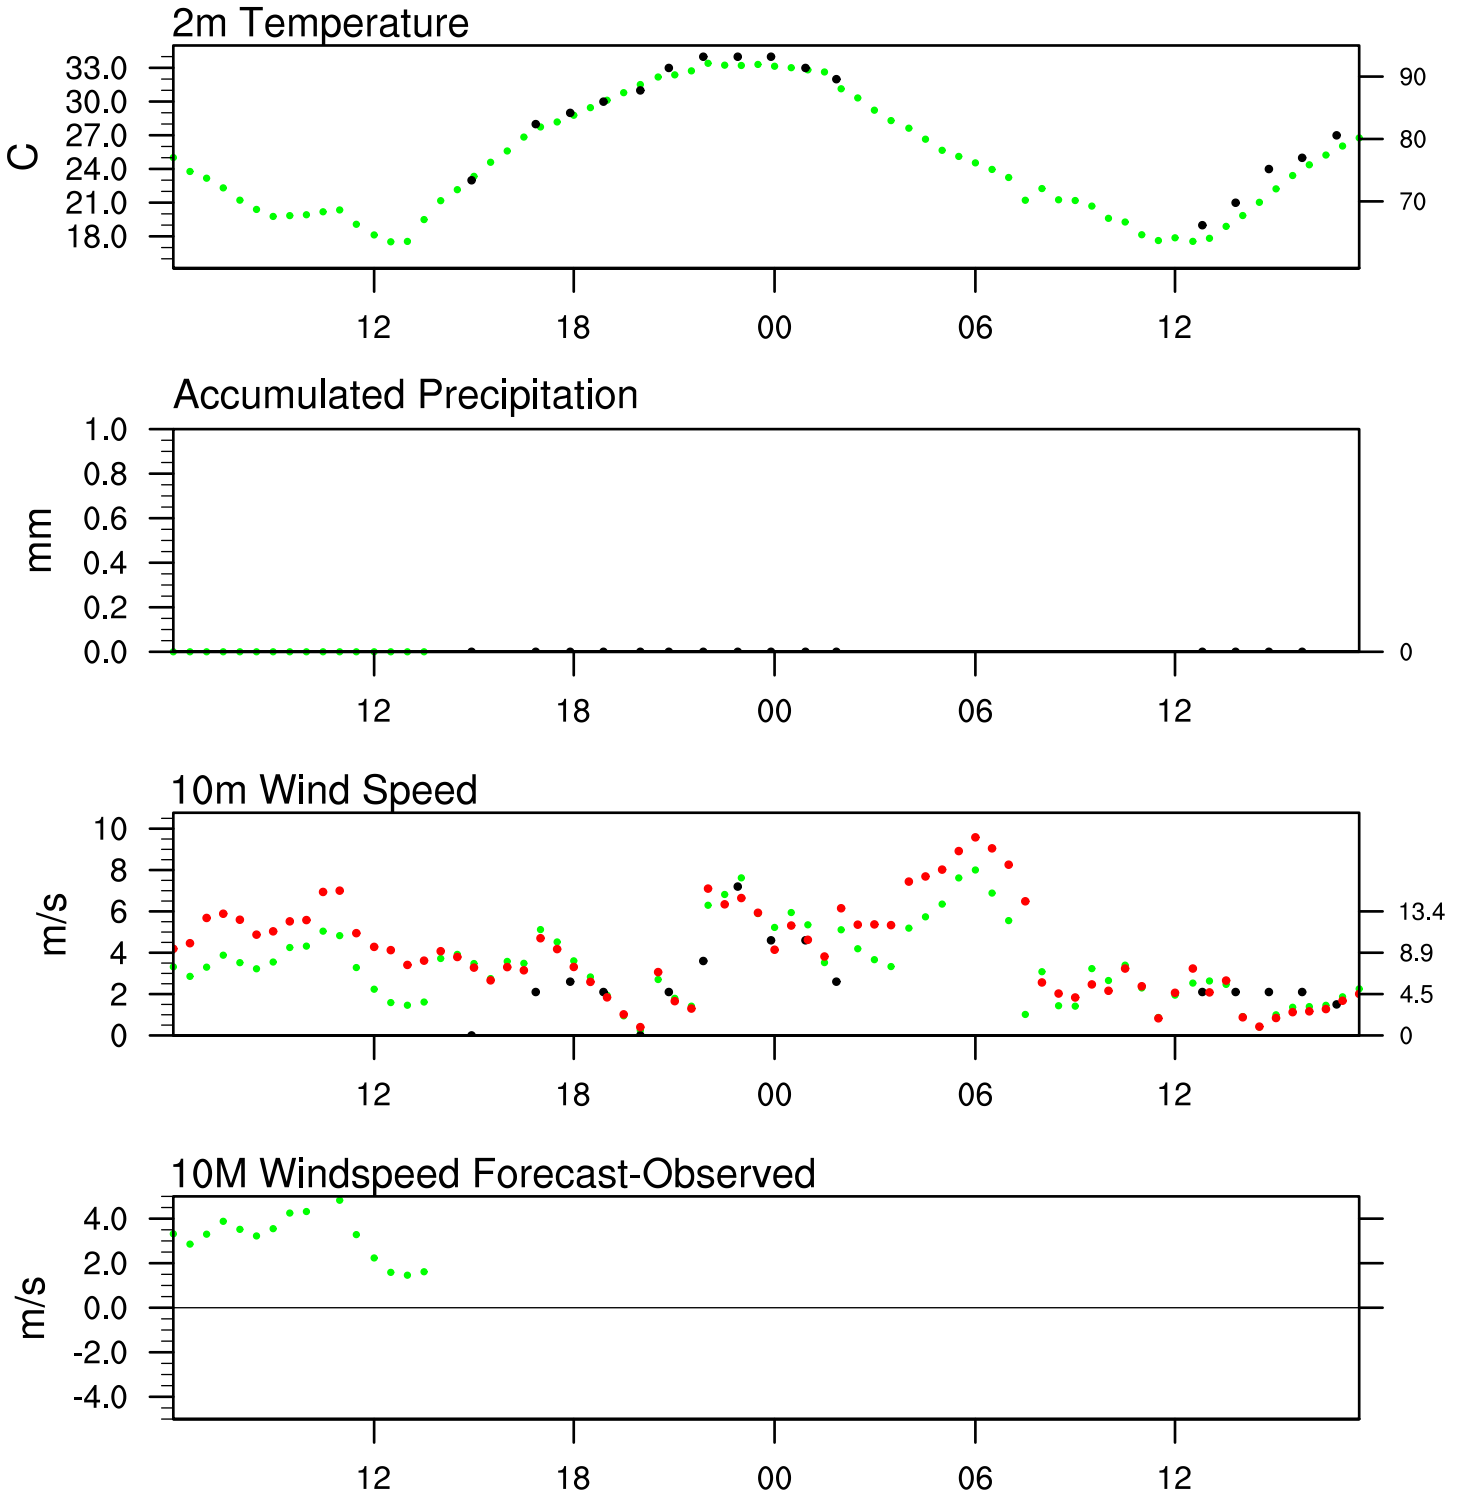 2m Temperature
33.0
30.0
27.0
24.0
21.0
18.0
C
90
80
70
12 18 00 06 12
Accumulated Precipitation
1.0
0.8
0.6
0.4
0.2
0.0
mm
0
12 18 00 06 12
10m Wind Speed
10
8
6
4
2
0
m/s
13.4
8.9
4.5
0
12 18 00 06 12
10M Windspeed Forecast-Observed
4.0
2.0
0.0
-2.0
-4.0
m/s
12 18 00 06 12